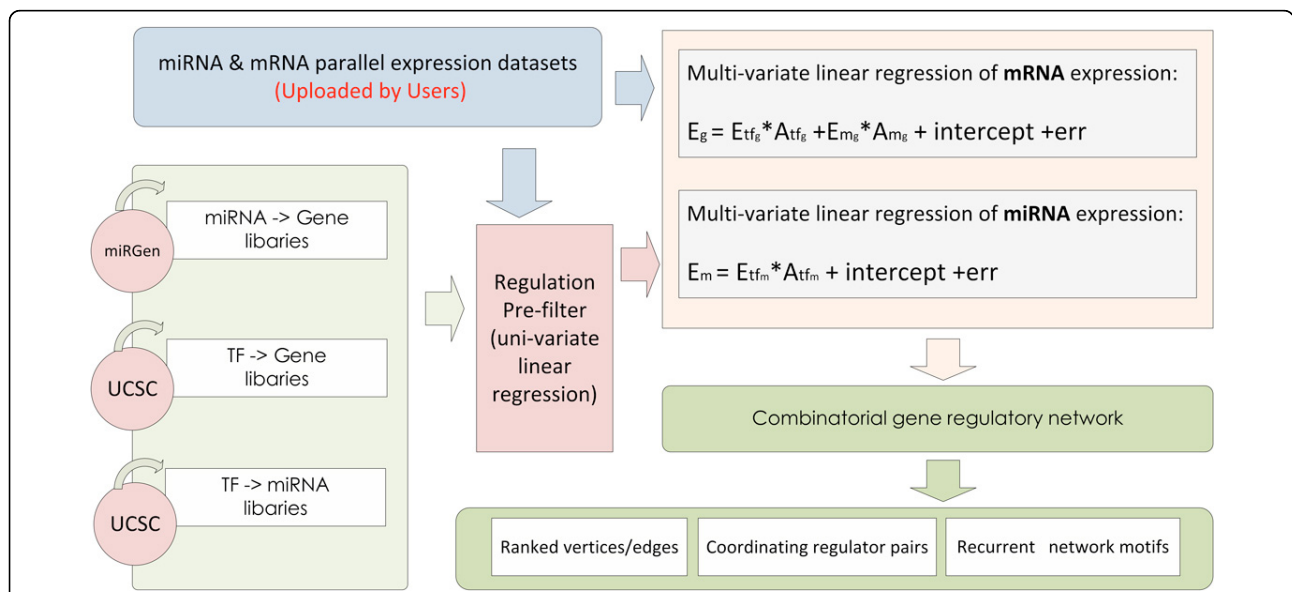 miRNA & mRNA parallel expression datasets
(Uploaded by Users)
Multi-variate linear regression of mRNA expression:
Eg = Etfg*Atfg +Emg*Amg + intercept +err
Multi-variate linear regression of miRNA expression:
Em = Etfm*Atfm + intercept +err
miRGen
miRNA -> Gene
libaries
UCSC
TF -> Gene
libaries
UCSC
TF -> miRNA
libaries
Regulation
Pre-filter
(uni-variate
linear
regression)
Combinatorial gene regulatory network
Ranked vertices/edges
Coordinating regulator pairs
Recurrent network motifs